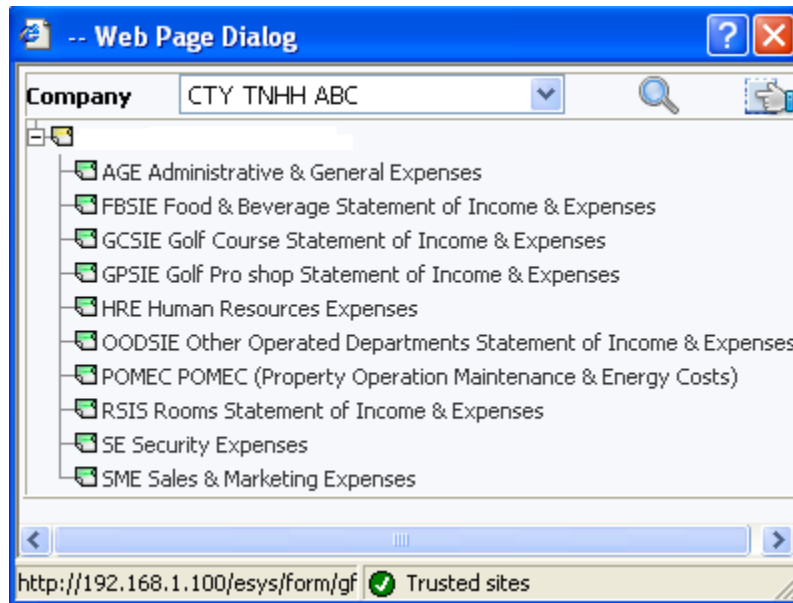 -- Web Page Dialog
Company CTY TNHH ABC
AGE Administrative & General Expenses
FBSIE Food & Beverage Statement of Income & Expenses
GCSIE Golf Course Statement of Income & Expenses
GPSIE Golf Pro shop Statement of Income & Expenses
HRE Human Resources Expenses
OODSIE Other Operated Departments Statement of Income & Expenses
POMEC POMEC (Property Operation Maintenance & Energy Costs)
RSIS Rooms Statement of Income & Expenses
SE Security Expenses
SME Sales & Marketing Expenses
http://192.168.1.100/esys/form/gf Trusted sites